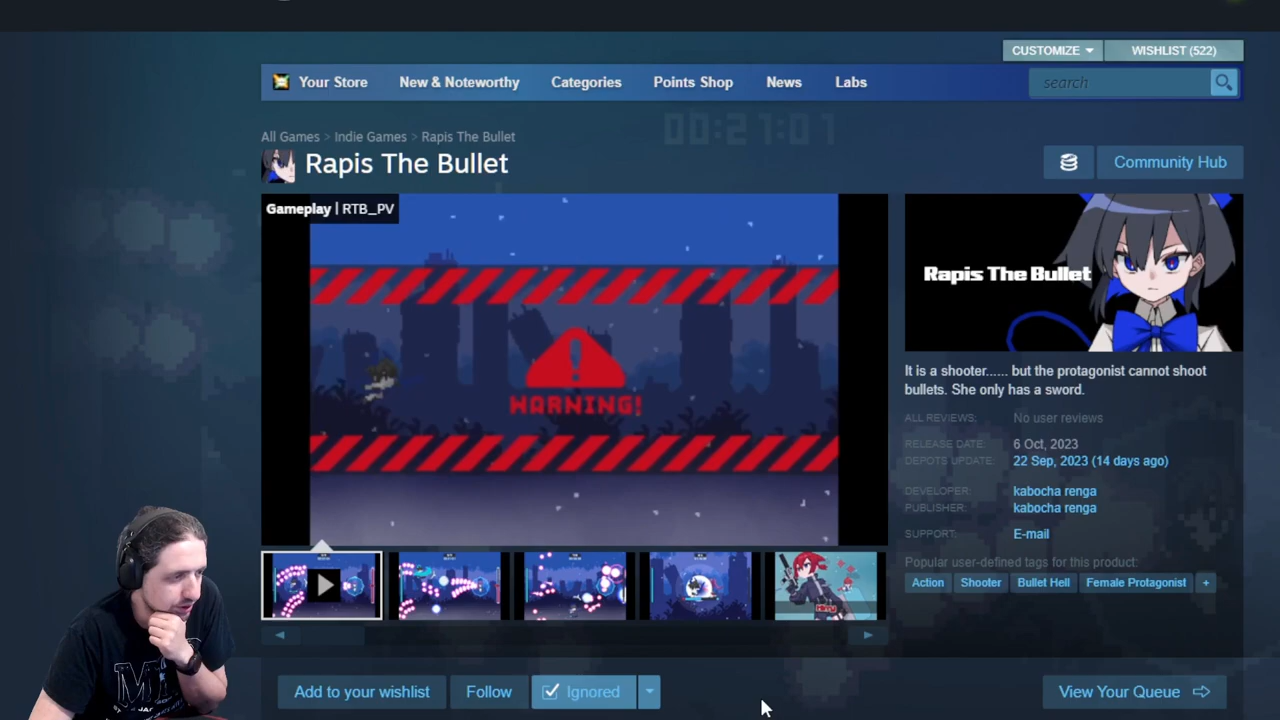 CUSTOMIZE
WISHLIST (522)
Your Store
New & Noteworthy
Categories
Points Shop
News
Labs
search
All Games > Indie Games > Rapis The Bullet
00:21:01
Rapis The Bullet
Community Hub
Gameplay | RTB_PV
WARNING!
Rapis The Bullet
It is a shooter...... but the protagonist cannot shoot
bullets. She only has a sword.
ALL REVIEWS: No user reviews
RELEASE DATE: 6 Oct, 2023
DEPOTS UPDATE: 22 Sep, 2023 (14 days ago)
DEVELOPER: kabocha renga
PUBLISHER: kabocha renga
SUPPORT: E-mail
Popular user-defined tags for this product:
Action
Shooter
Bullet Hell
Female Protagonist
+
Add to your wishlist
Follow
Ignored
View Your Queue